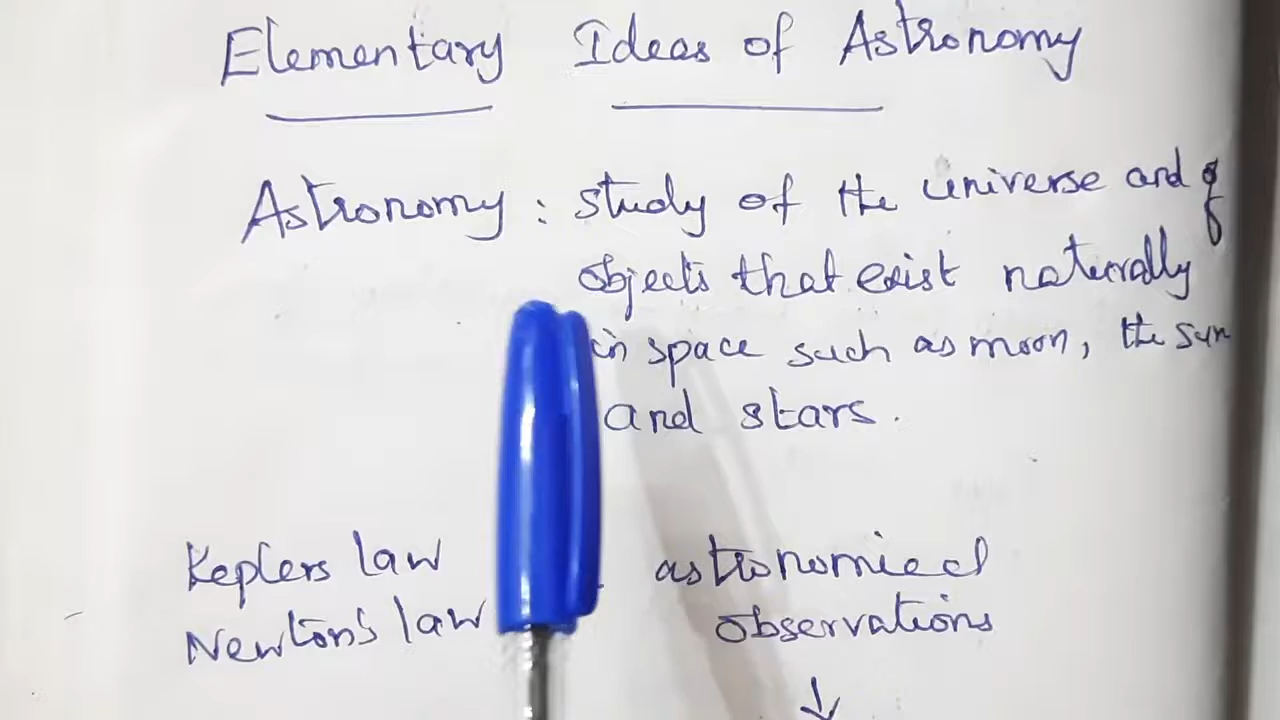 Elementary Ideas of Astronomy
Astronomy : study of the universe and of
objects that exist naturally
in space such as moon, the sun
and stars.
Keplers law astronomical
Newton's law observations